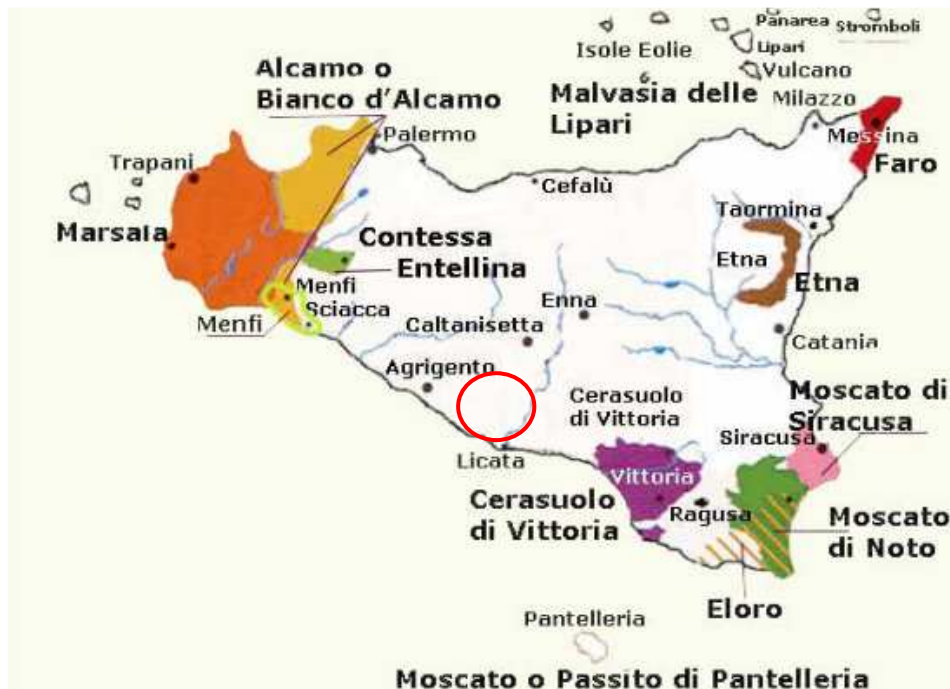 Panarea
Stromboli
Isole Eolie
Lipari
Vulcano
Alcamo o
Bianco d'Alcamo
Malvasia delle
Lipari
Milazzo
Palermo
Messina
Faro
Trapani
Cefalù
Taormina
Marsala
Contessa
Entellina
Etna
Etna
Menfi
Sciacca
Menfi
Enna
Caltanisetta
Catania
Agrigento
Cerasuolo
di Vittoria
Moscato di
Siracusa
Siracusa
Licata
Vittoria
Cerasuolo
di Vittoria
Ragusa
Moscato
di Noto
Eloro
Pantelleria
Moscato o Passito di Pantelleria